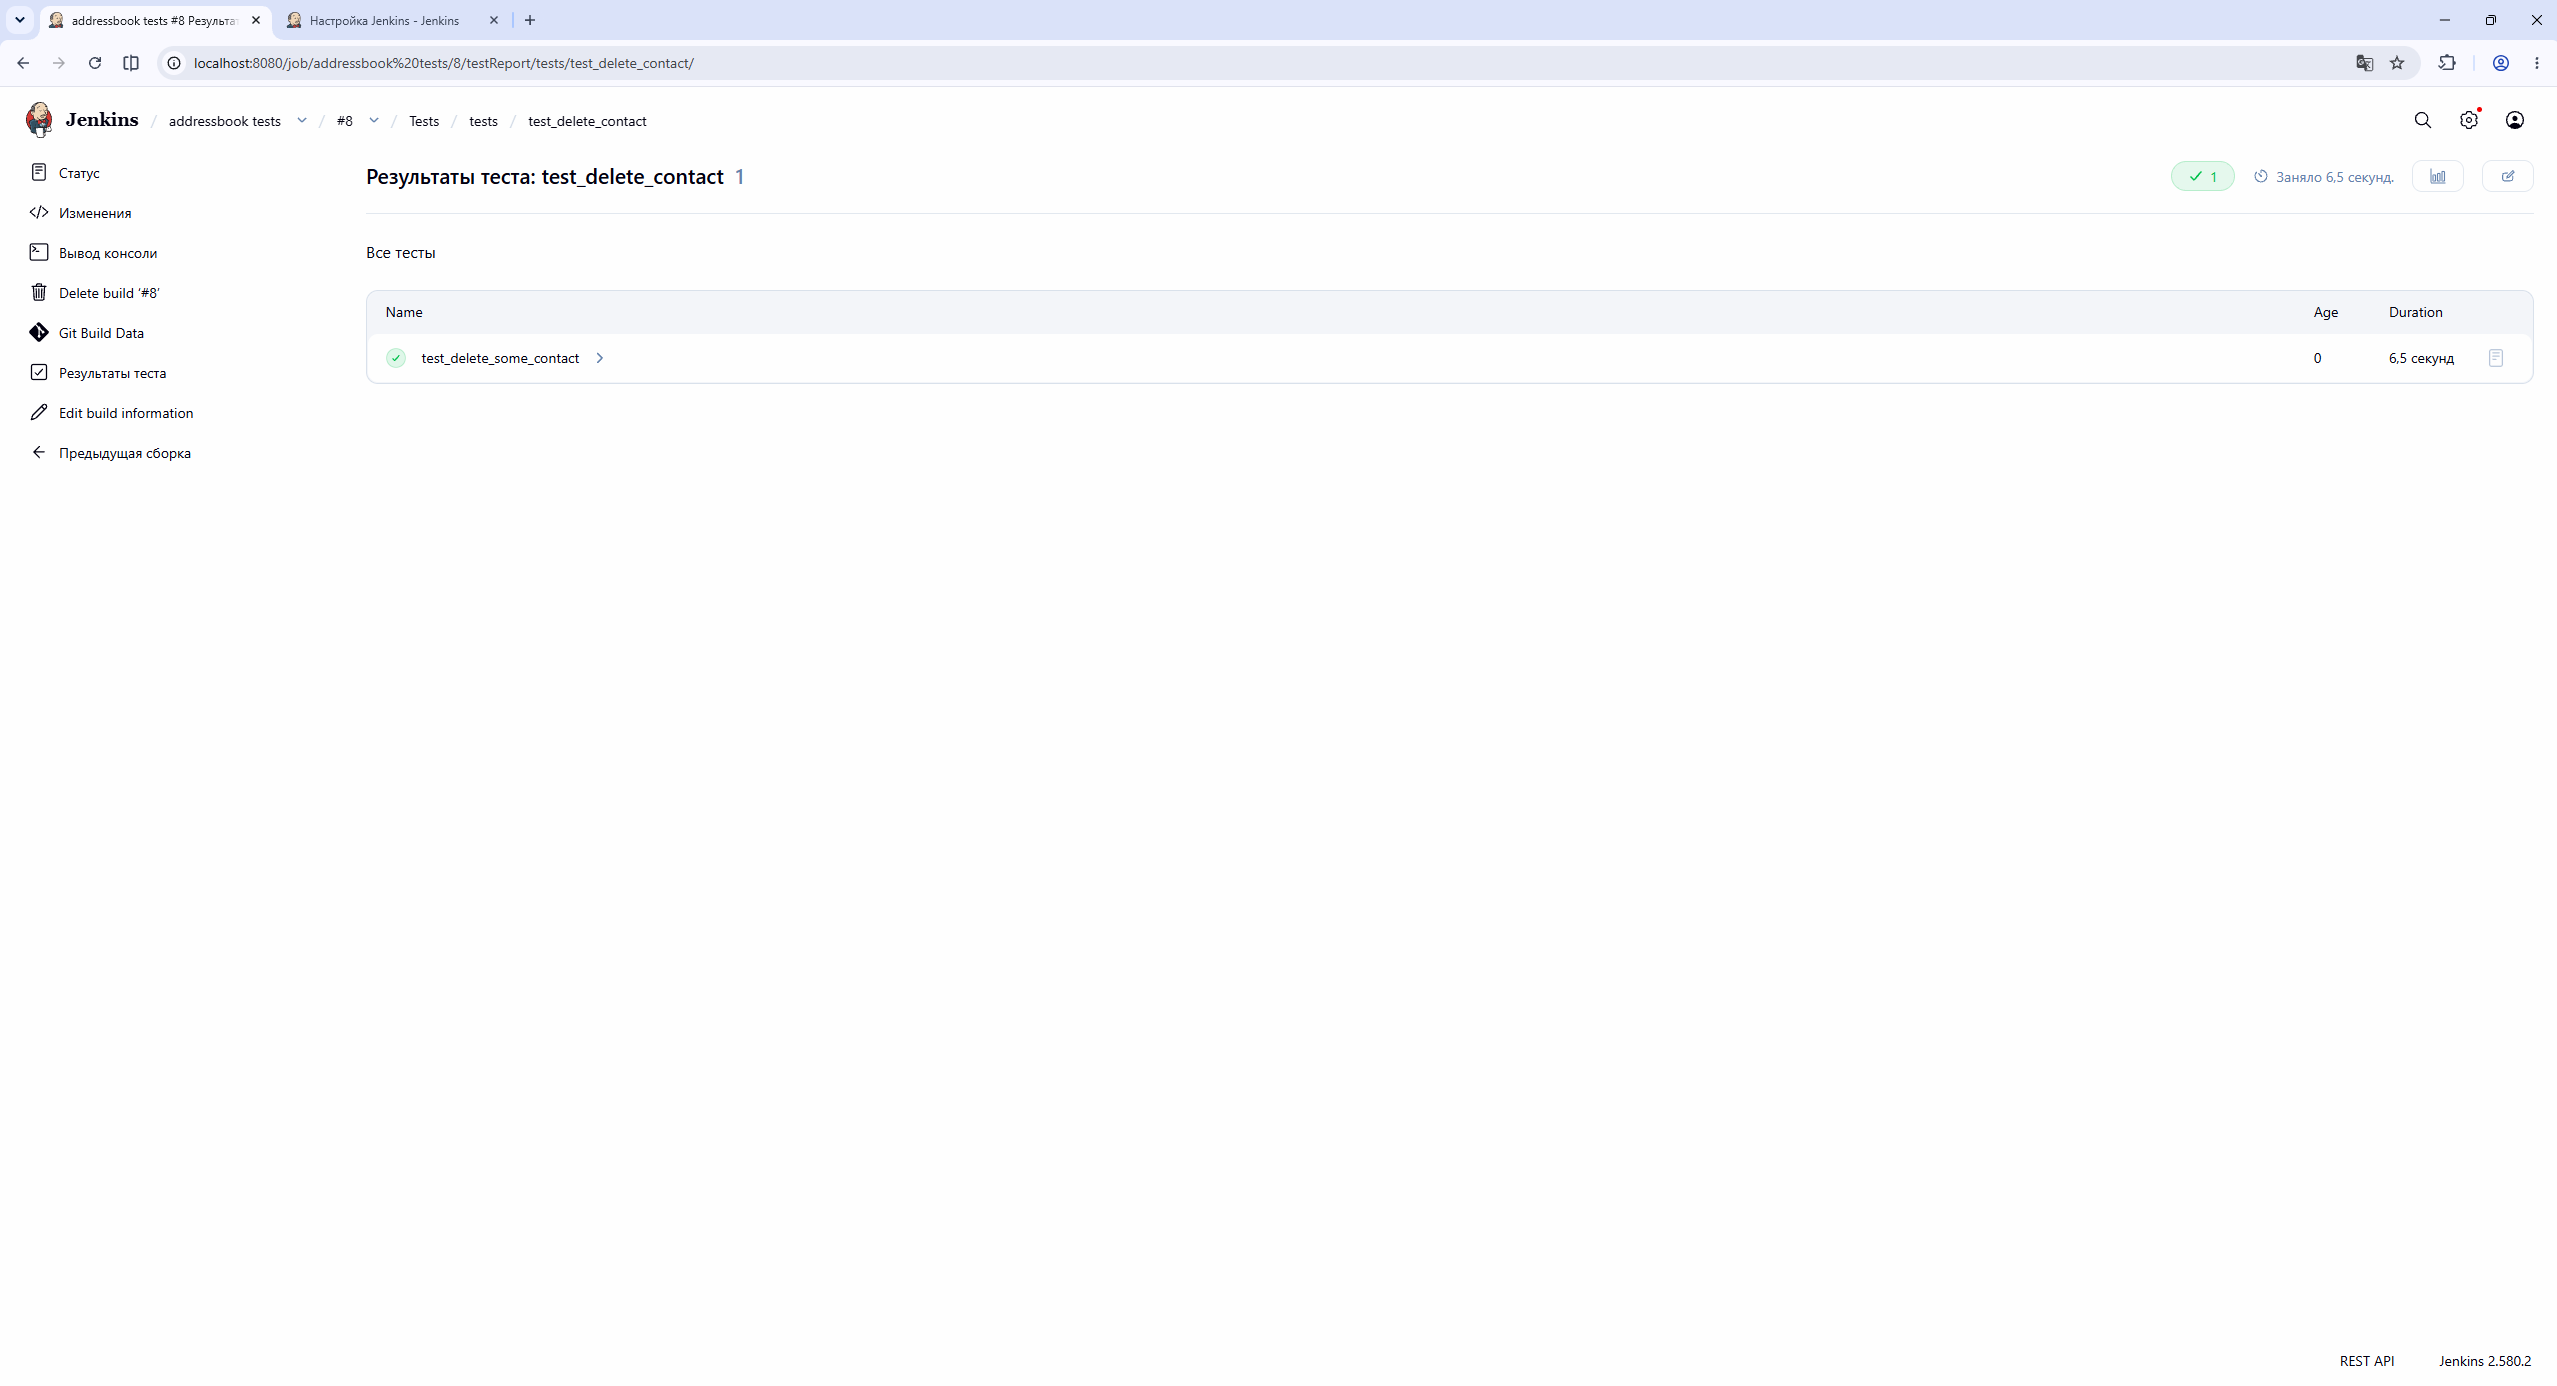 addressbook tests #8 Результа
Настройка Jenkins - Jenkins
localhost:8080/job/addressbook%20tests/8/testReport/tests/test_delete_contact/
Jenkins / addressbook tests / #8 / Tests / tests / test_delete_contact
Статус
Изменения
Вывод консоли
Delete build ‘#8’
Git Build Data
Результаты теста
Edit build information
Предыдущая сборка
Результаты теста: test_delete_contact 1
1
Заняло 6,5 секунд.
Все тесты
Name Age Duration
test_delete_some_contact 0 6,5 секунд
REST API Jenkins 2.580.2